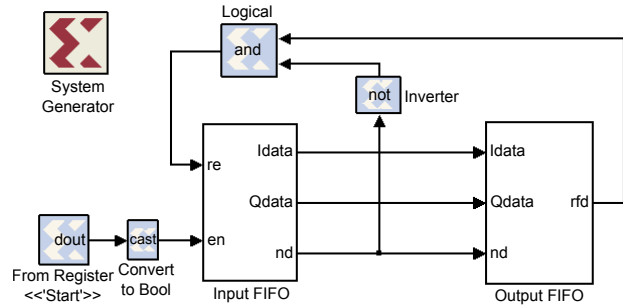 Logical
and
System
Generator
not
Inverter
re
Idata
Idata
Qdata
Qdata
rfd
dout
cast
en
nd
nd
From Register
<<'Start'>>
Convert
to Bool
Input FIFO
Output FIFO